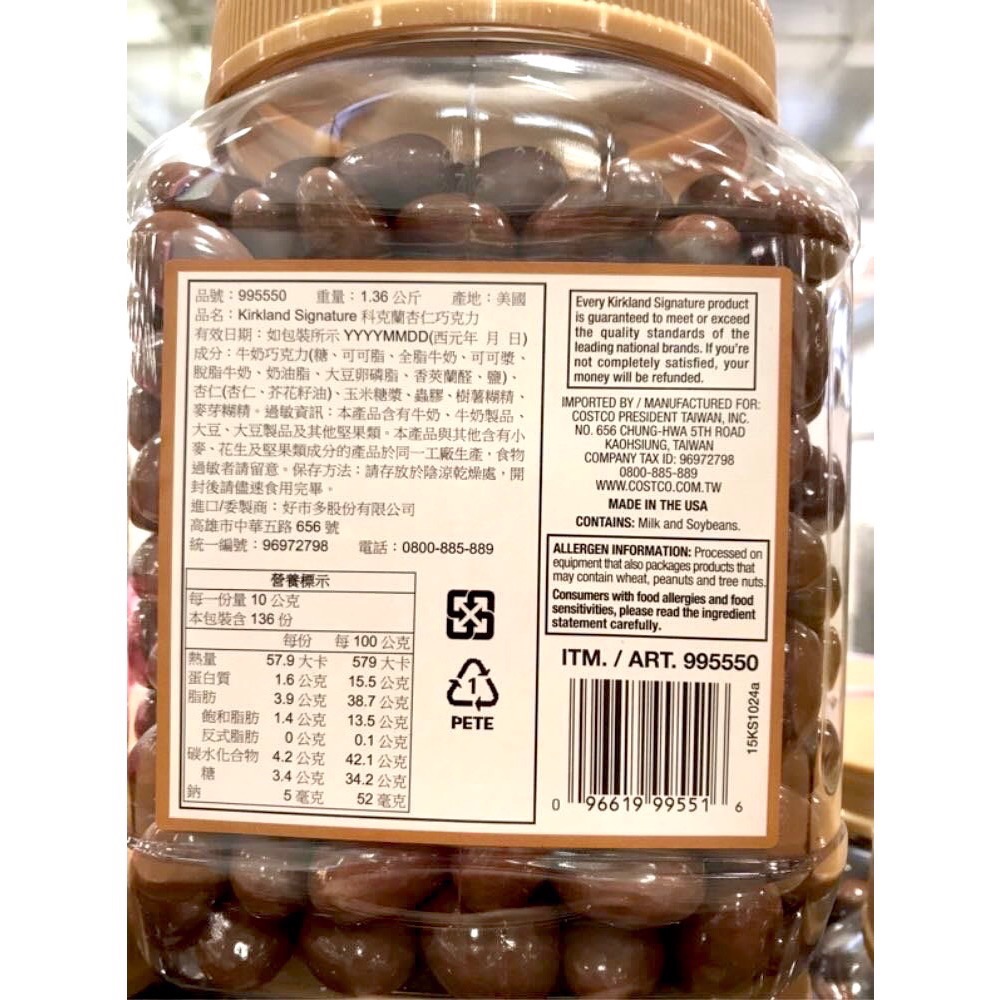 品號：995550 重量：1.36 公斤 產地：美國
品名：Kirkland Signature 科克蘭杏仁巧克力
有效日期：如包裝所示 YYYYMMDD(西元年 月 日)
成分：牛奶巧克力(糖、可可脂、全脂牛奶、可可漿、
脫脂牛奶、奶油脂、大豆卵磷脂、香莢蘭醛、鹽)、
杏仁(杏仁、芥花籽油)、玉米糖漿、蟲膠、樹薯糊精、
麥芽糊精。過敏資訊：本產品含有牛奶、牛奶製品、
大豆、大豆製品及其他堅果類。本產品與其他含有小
麥、花生及堅果類成分的產品於同一工廠生產，食物
過敏者請留意。保存方法：請存放於陰涼乾燥處，開
封後請儘速食用完畢。
進口/委製商：好市多股份有限公司
高雄市中華五路 656 號
統一編號：96972798 電話：0800-885-889
營養標示
每一份量 10 公克
本包裝含 136 份
每份 每 100 公克
熱量 57.9 大卡 579 大卡
蛋白質 1.6 公克 15.5 公克
脂肪 3.9 公克 38.7 公克
飽和脂肪 1.4 公克 13.5 公克
反式脂肪 0 公克 0.1 公克
碳水化合物 4.2 公克 42.1 公克
糖 3.4 公克 34.2 公克
鈉 5 毫克 52 毫克
1
PETE
Every Kirkland Signature product
is guaranteed to meet or exceed
the quality standards of the
leading national brands. If you're
not completely satisfied, your
money will be refunded.
IMPORTED BY / MANUFACTURED FOR:
COSTCO PRESIDENT TAIWAN, INC.
NO. 656 CHUNG-HWA 5TH ROAD
KAOHSIUNG, TAIWAN
COMPANY TAX ID: 96972798
0800-885-889
WWW.COSTCO.COM.TW
MADE IN THE USA
CONTAINS: Milk and Soybeans.
ALLERGEN INFORMATION: Processed on
equipment that also packages products that
may contain wheat, peanuts and tree nuts.
Consumers with food allergies and food
sensitivities, please read the ingredient
statement carefully.
ITM. / ART. 995550
0 96619 99551 6
15KS1024a